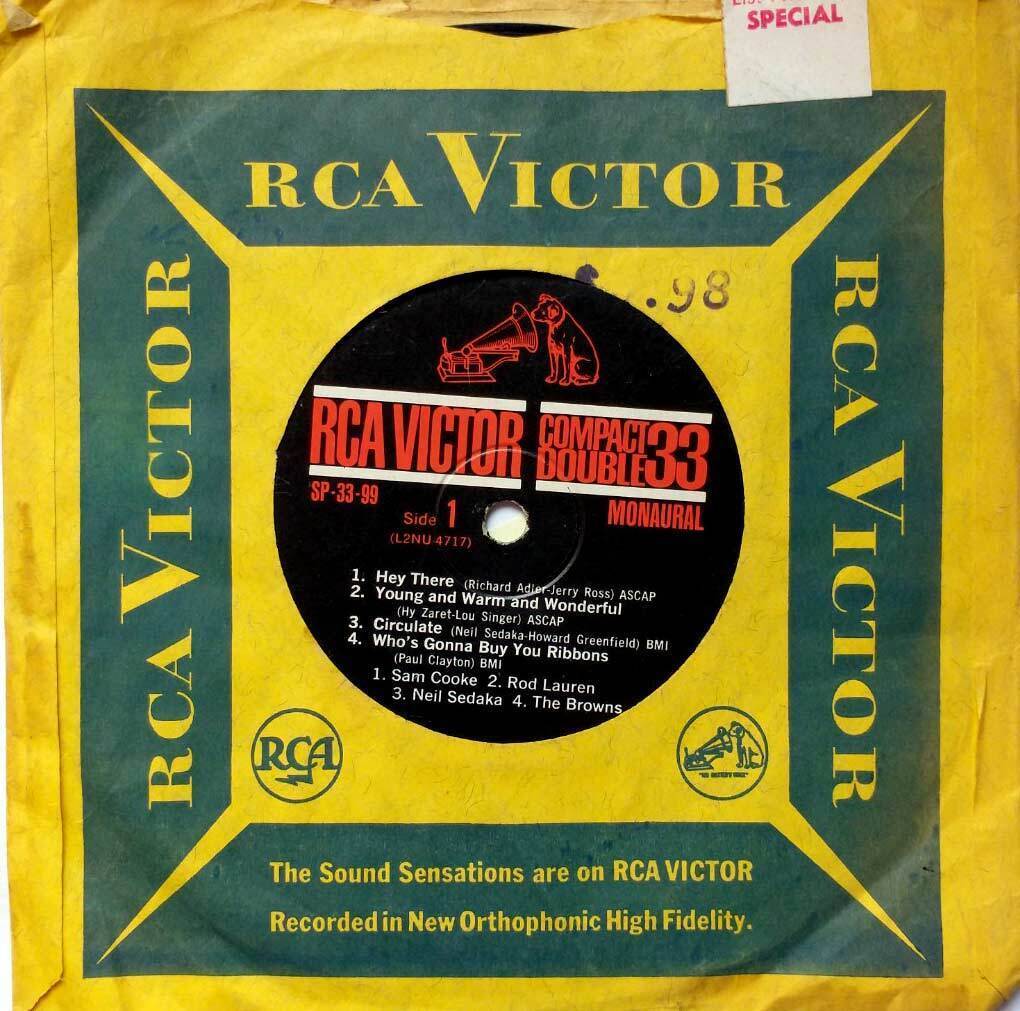 SPECIAL
RCA VICTOR
RCA VICTOR
RCA VICTOR
.98
RCA VICTOR
COMPACT
DOUBLE 33
SP-33-99
Side 1
(L2NU 4717)
MONAURAL
1. Hey There (Richard Adler-Jerry Ross) ASCAP
2. Young and Warm and Wonderful
(Hy Zaret-Lou Singer) ASCAP
3. Circulate (Neil Sedaka-Howard Greenfield) BMI
4. Who's Gonna Buy You Ribbons
(Paul Clayton) BMI
1. Sam Cooke 2. Rod Lauren
3. Neil Sedaka 4. The Browns
RCA
"HIS MASTER'S VOICE"
The Sound Sensations are on RCA VICTOR
Recorded in New Orthophonic High Fidelity.